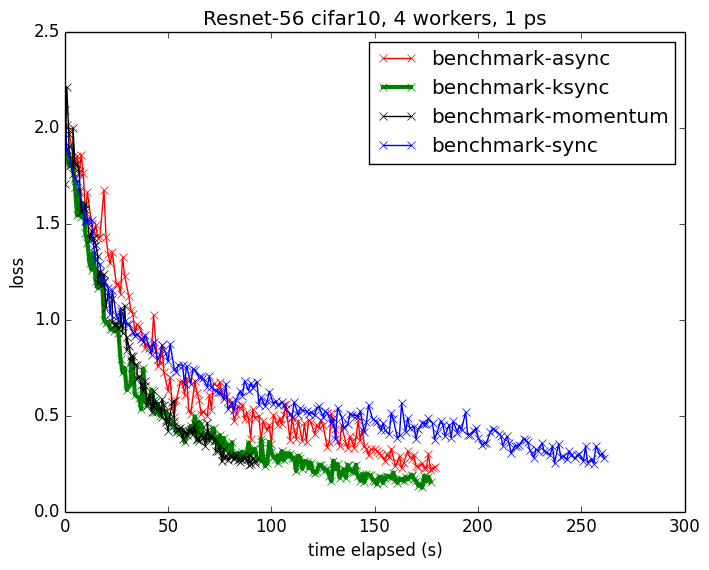 Resnet-56 cifar10, 4 workers, 1 ps
2.5
2.0
1.5
1.0
0.5
0.0
loss
benchmark-async
benchmark-ksync
benchmark-momentum
benchmark-sync
0 50 100 150 200 250 300
time elapsed (s)